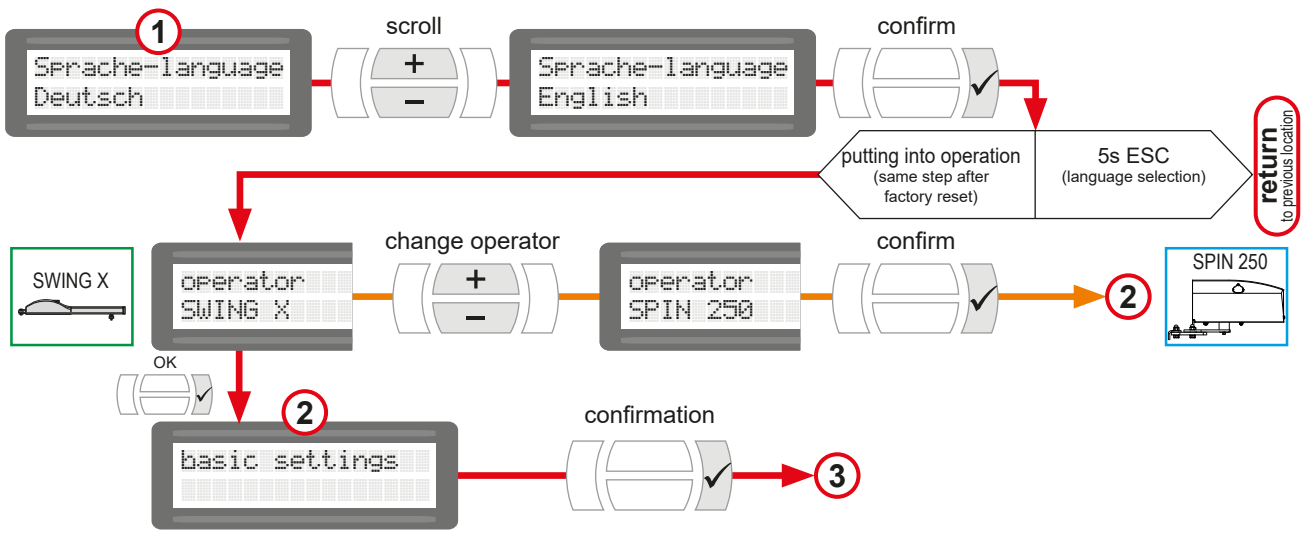 1
scroll
confirm
Sprache-language
Deutsch
+
−
Sprache-language
English
✓
putting into operation
(same step after
factory reset)
5s ESC
(language selection)
return
to previous location
SWING X
operator
SWING X
change operator
+
−
operator
SPIN 250
confirm
✓
2
SPIN 250
OK
✓
2
basic settings
confirmation
✓
3